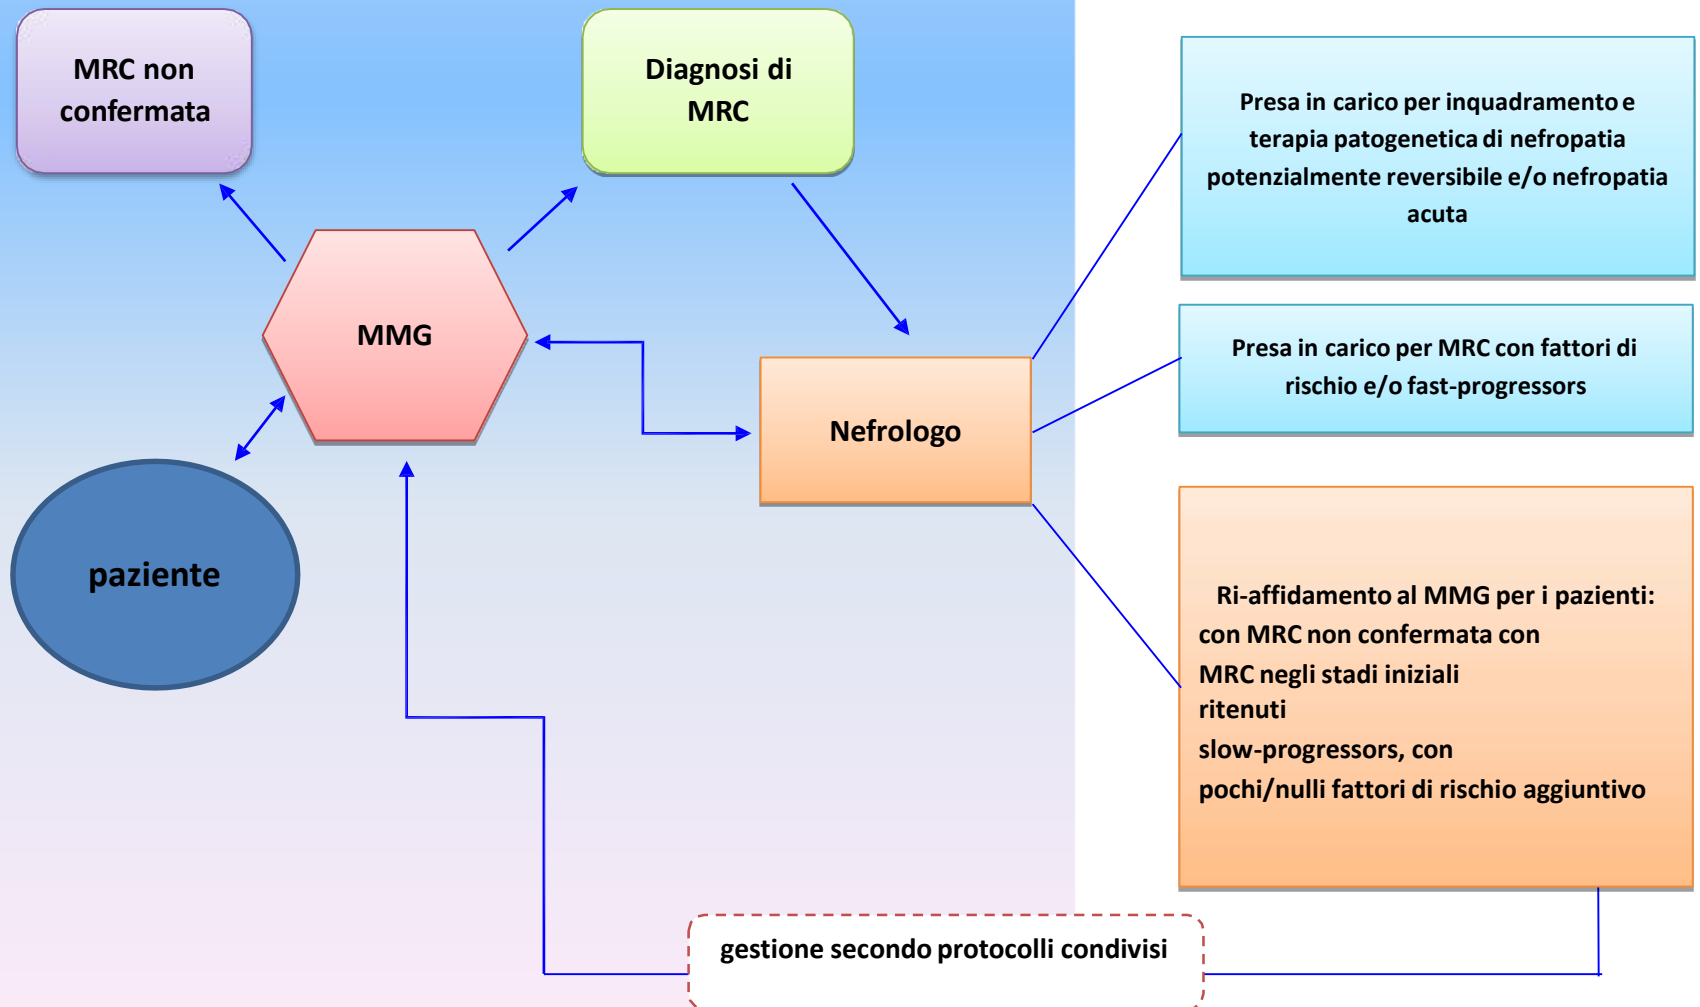 MRC non
confermata
Diagnosi di
MRC
Presa in carico per inquadramento e
terapia patogenetica di nefropatia
potenzialmente reversibile e/o nefropatia
acuta
MMG
Presa in carico per MRC con fattori di
rischio e/o fast-progressors
Nefrologo
paziente
Ri-affidamento al MMG per i pazienti:
con MRC non confermata con
MRC negli stadi iniziali
ritenuti
slow-progressors, con
pochi/nulli fattori di rischio aggiuntivo
gestione secondo protocolli condivisi